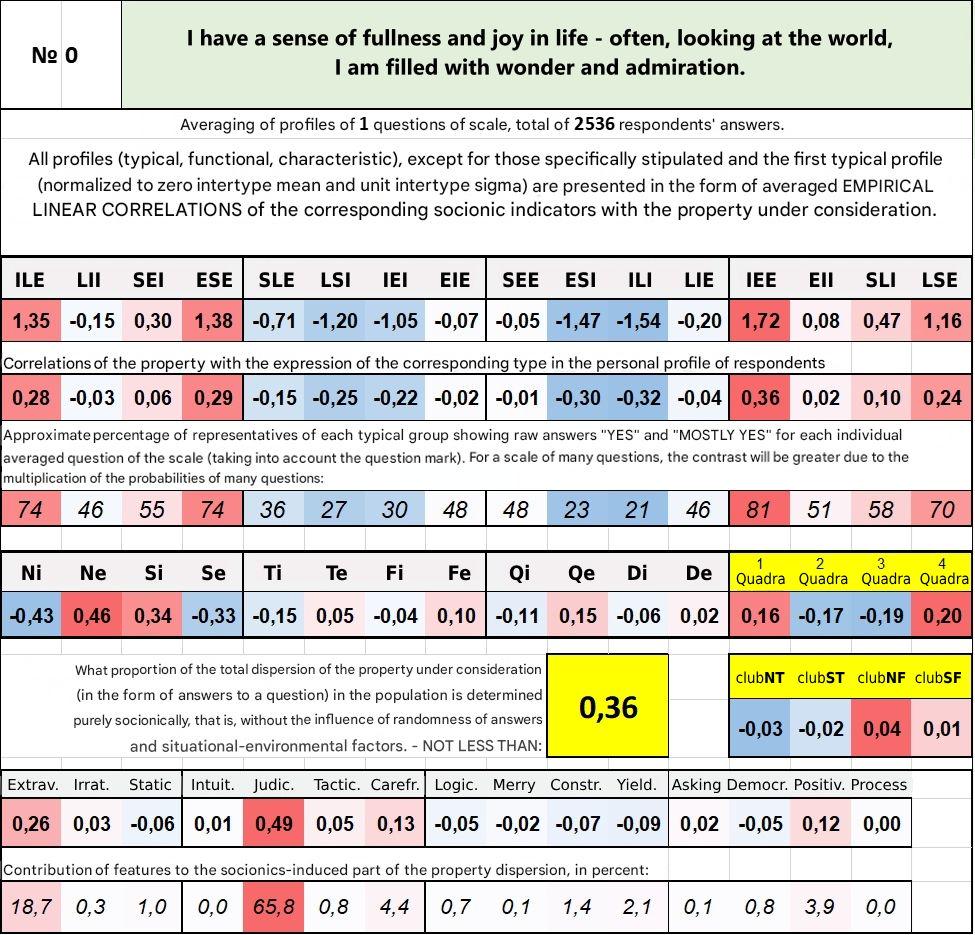 № 0
I have a sense of fullness and joy in life - often, looking at the world,
I am filled with wonder and admiration.
Averaging of profiles of 1 questions of scale, total of 2536 respondents' answers.
All profiles (typical, functional, characteristic), except for those specifically stipulated and the first typical profile
(normalized to zero intertype mean and unit intertype sigma) are presented in the form of averaged EMPIRICAL
LINEAR CORRELATIONS of the corresponding socionic indicators with the property under consideration.
ILE LII SEI ESE SLE LSI IEI EIE SEE ESI ILI LIE IEE EII SLI LSE
1,35 -0,15 0,30 1,38 -0,71 -1,20 -1,05 -0,07 -0,05 -1,47 -1,54 -0,20 1,72 0,08 0,47 1,16
Correlations of the property with the expression of the corresponding type in the personal profile of respondents
0,28 -0,03 0,06 0,29 -0,15 -0,25 -0,22 -0,02 -0,01 -0,30 -0,32 -0,04 0,36 0,02 0,10 0,24
Approximate percentage of representatives of each typical group showing raw answers "YES" and "MOSTLY YES" for each individual
averaged question of the scale (taking into account the question mark). For a scale of many questions, the contrast will be greater due to the
multiplication of the probabilities of many questions:
74 46 55 74 36 27 30 48 48 23 21 46 81 51 58 70
Ni Ne Si Se Ti Te Fi Fe Qi Qe Di De 1 Quadra 2 Quadra 3 Quadra 4 Quadra
-0,43 0,46 0,34 -0,33 -0,15 0,05 -0,04 0,10 -0,11 0,15 -0,06 0,02 0,16 -0,17 -0,19 0,20
What proportion of the total dispersion of the property under consideration
(in the form of answers to a question) in the population is determined
purely socionically, that is, without the influence of randomness of answers
and situational-environmental factors. - NOT LESS THAN:
0,36
clubNT clubST clubNF clubSF
-0,03 -0,02 0,04 0,01
Extrav. Irrat. Static Intuit. Judic. Tactic. Carefr. Logic. Merry Constr. Yield. Asking Democr. Positiv. Process
0,26 0,03 -0,06 0,01 0,49 0,05 0,13 -0,05 -0,02 -0,07 -0,09 0,02 -0,05 0,12 0,00
Contribution of features to the socionics-induced part of the property dispersion, in percent:
18,7 0,3 1,0 0,0 65,8 0,8 4,4 0,7 0,1 1,4 2,1 0,1 0,8 3,9 0,0